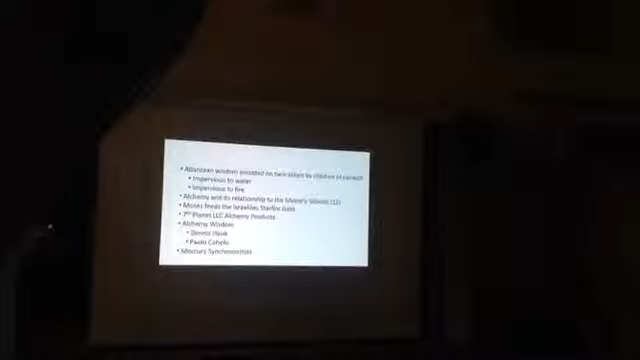 • Atlantean wisdom encoded on twin pillars by children of Lamech
• Impervious to water
• Impervious to fire
• Alchemy and its relationship to the Mystery Schools (12)
• Moses feeds the Israelites Starfire Gold
• 7th Planet LLC Alchemy Products
• Alchemy Wisdom
• Dennis Hauk
• Paulo Cohelo
• Mercury Synchronicities